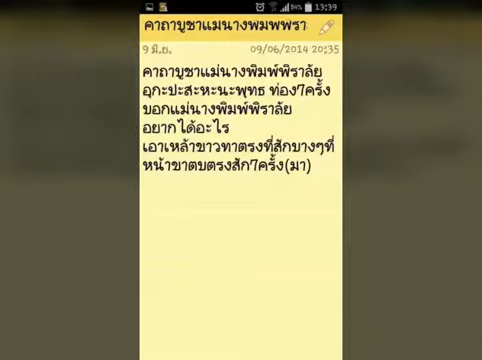 84% 13:39
คาถาบูชาแม่นางพิมพ์พิรา
9 มิ.ย. 09/06/2014 20:35
คาถาบูชาแม่นางพิมพ์พิราลัย
อุกะปะสะหะนะพุทธ ท่อง7ครั้ง
บอกแม่นางพิมพ์พิราลัย
อยากได้อะไร
เอาเหล้าขาวทาตรงที่สักบางๆที่
หน้าขาตบตรงสัก7ครั้ง(มา)